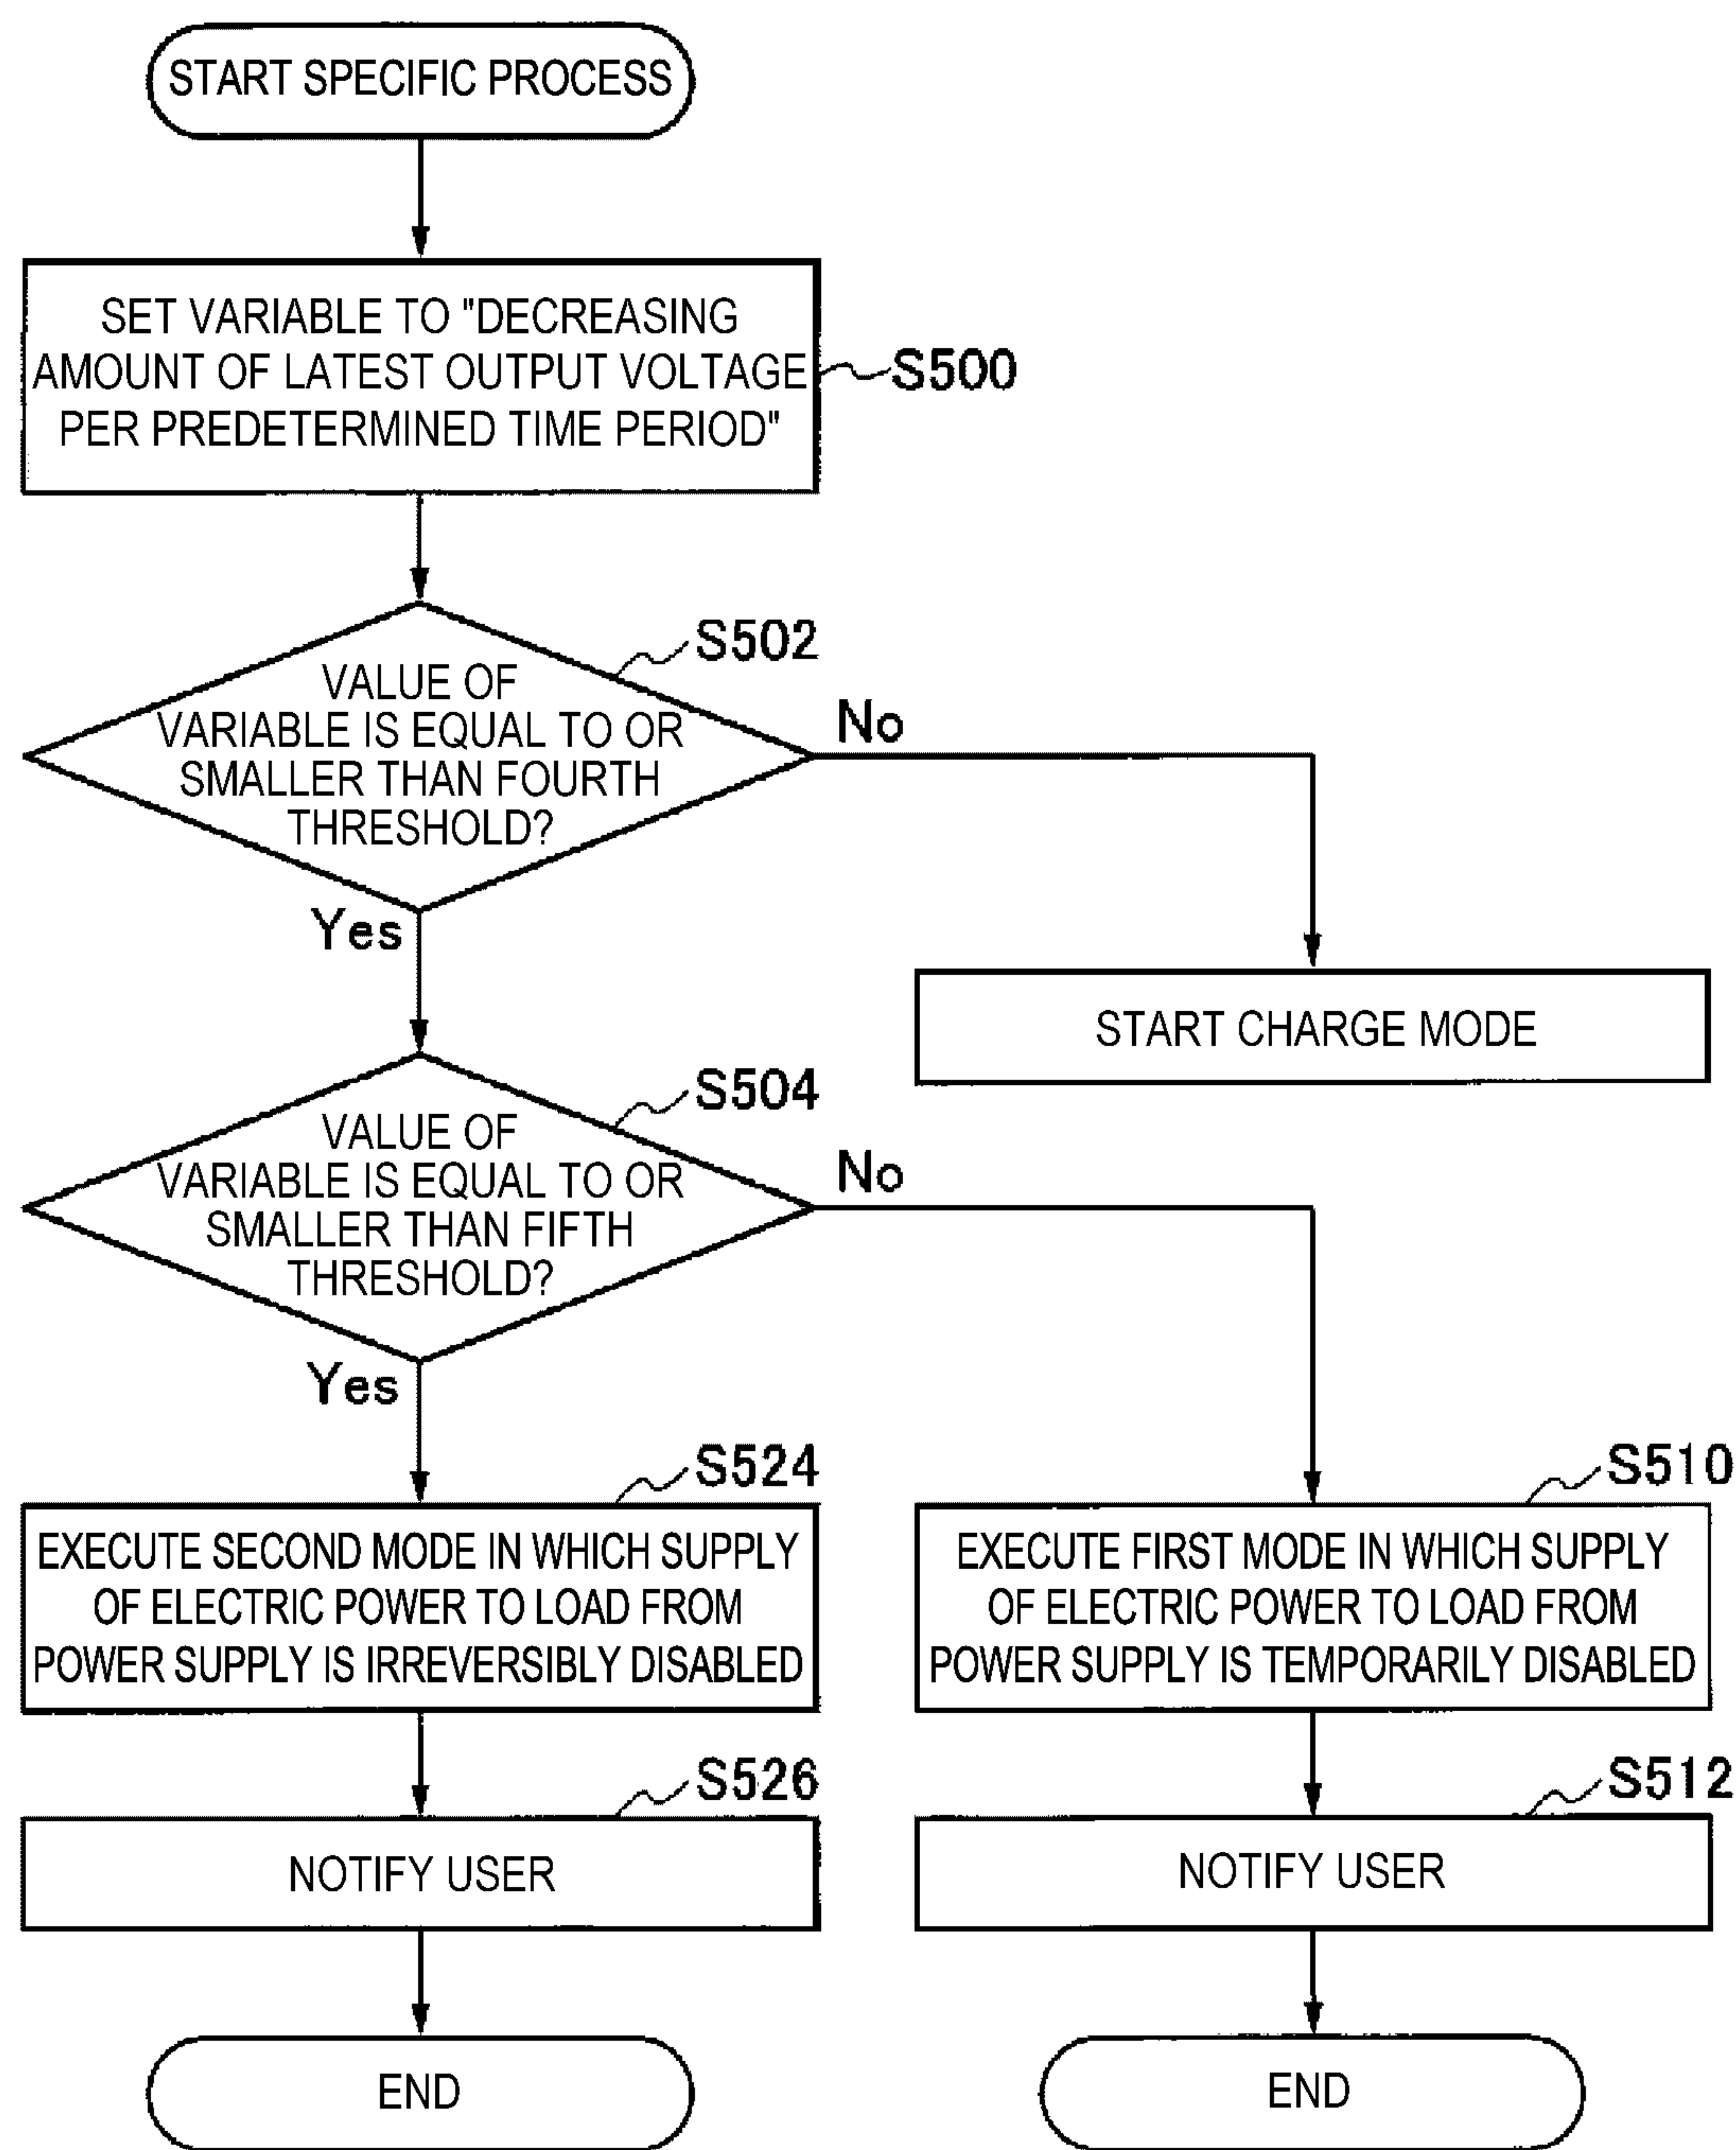 START SPECIFIC PROCESS
SET VARIABLE TO "DECREASING
AMOUNT OF LATEST OUTPUT VOLTAGE
PER PREDETERMINED TIME PERIOD"
S500
S502
VALUE OF
VARIABLE IS EQUAL TO OR
SMALLER THAN FOURTH
THRESHOLD?
No
Yes
START CHARGE MODE
S504
VALUE OF
VARIABLE IS EQUAL TO OR
SMALLER THAN FIFTH
THRESHOLD?
No
Yes
S524
EXECUTE SECOND MODE IN WHICH SUPPLY
OF ELECTRIC POWER TO LOAD FROM
POWER SUPPLY IS IRREVERSIBLY DISABLED
S510
EXECUTE FIRST MODE IN WHICH SUPPLY
OF ELECTRIC POWER TO LOAD FROM
POWER SUPPLY IS TEMPORARILY DISABLED
S526
NOTIFY USER
S512
NOTIFY USER
END
END